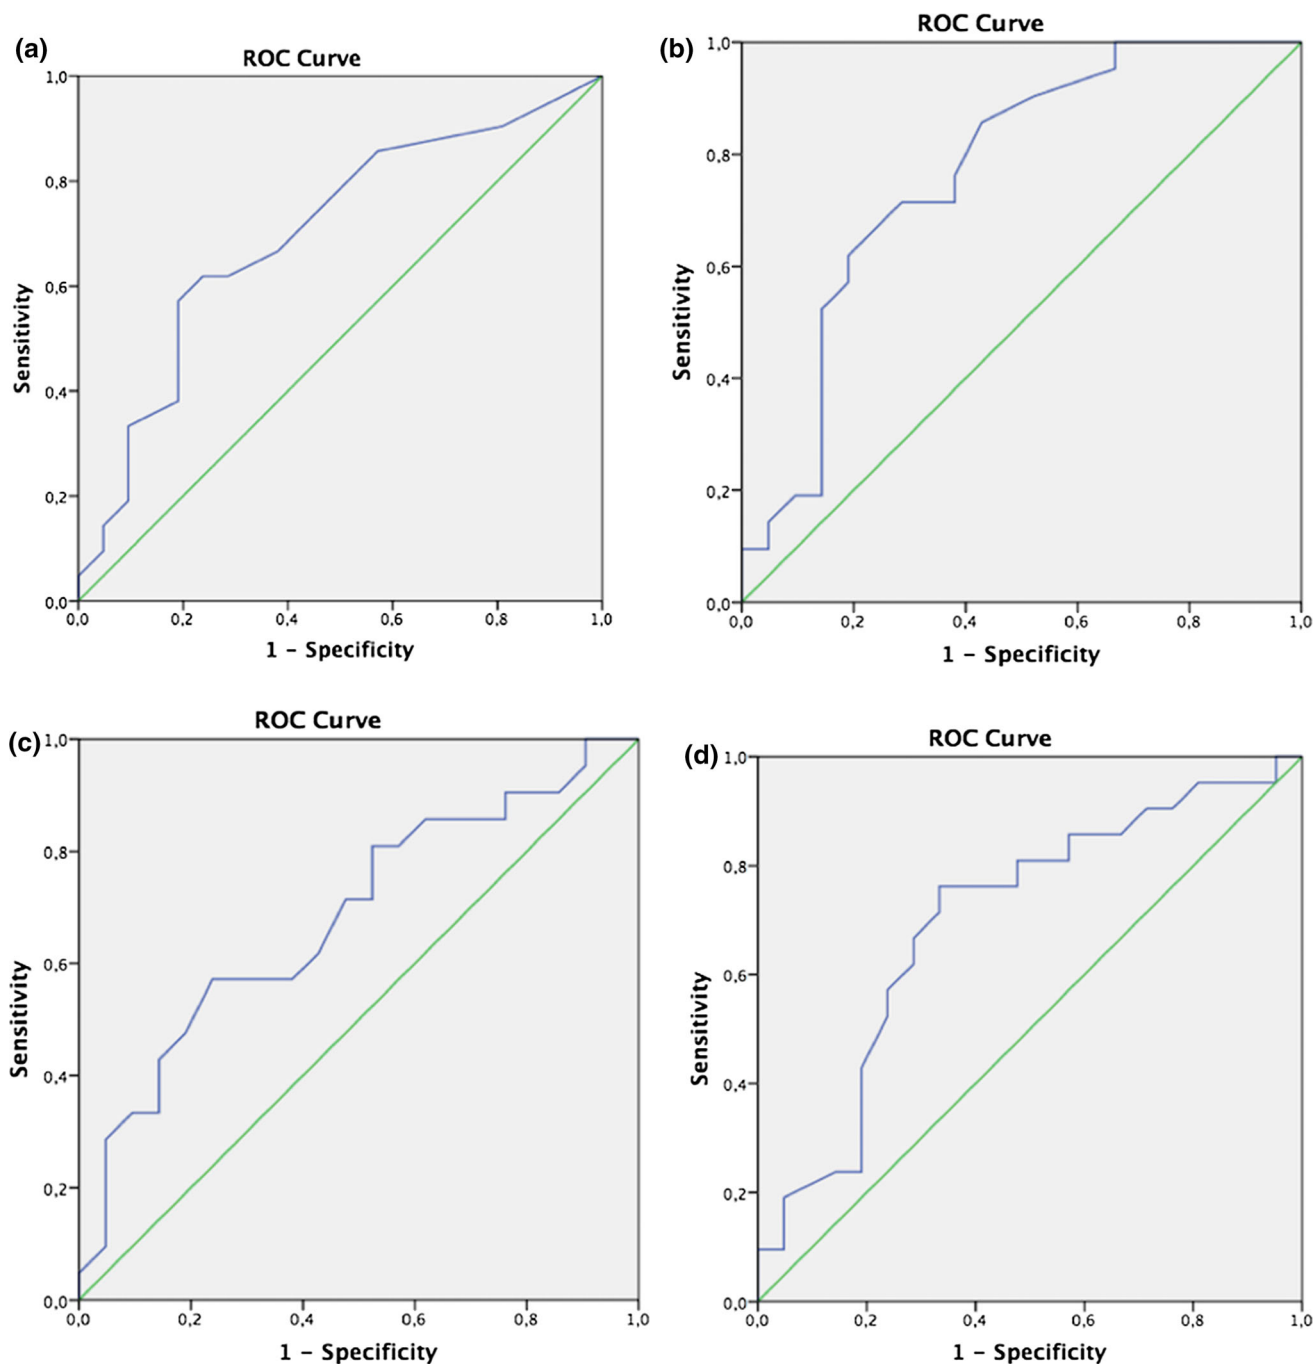 (a)
ROC Curve
1,0
0,8
0,6
0,4
0,2
0,0
Sensitivity
0,0 0,2 0,4 0,6 0,8 1,0
1 – Specificity
(b)
ROC Curve
1,0
0,8
0,6
0,4
0,2
0,0
Sensitivity
0,0 0,2 0,4 0,6 0,8 1,0
1 – Specificity
(c)
ROC Curve
1,0
0,8
0,6
0,4
0,2
0,0
Sensitivity
0,0 0,2 0,4 0,6 0,8 1,0
1 – Specificity
(d)
ROC Curve
1,0
0,8
0,6
0,4
0,2
0,0
Sensitivity
0,0 0,2 0,4 0,6 0,8 1,0
1 – Specificity